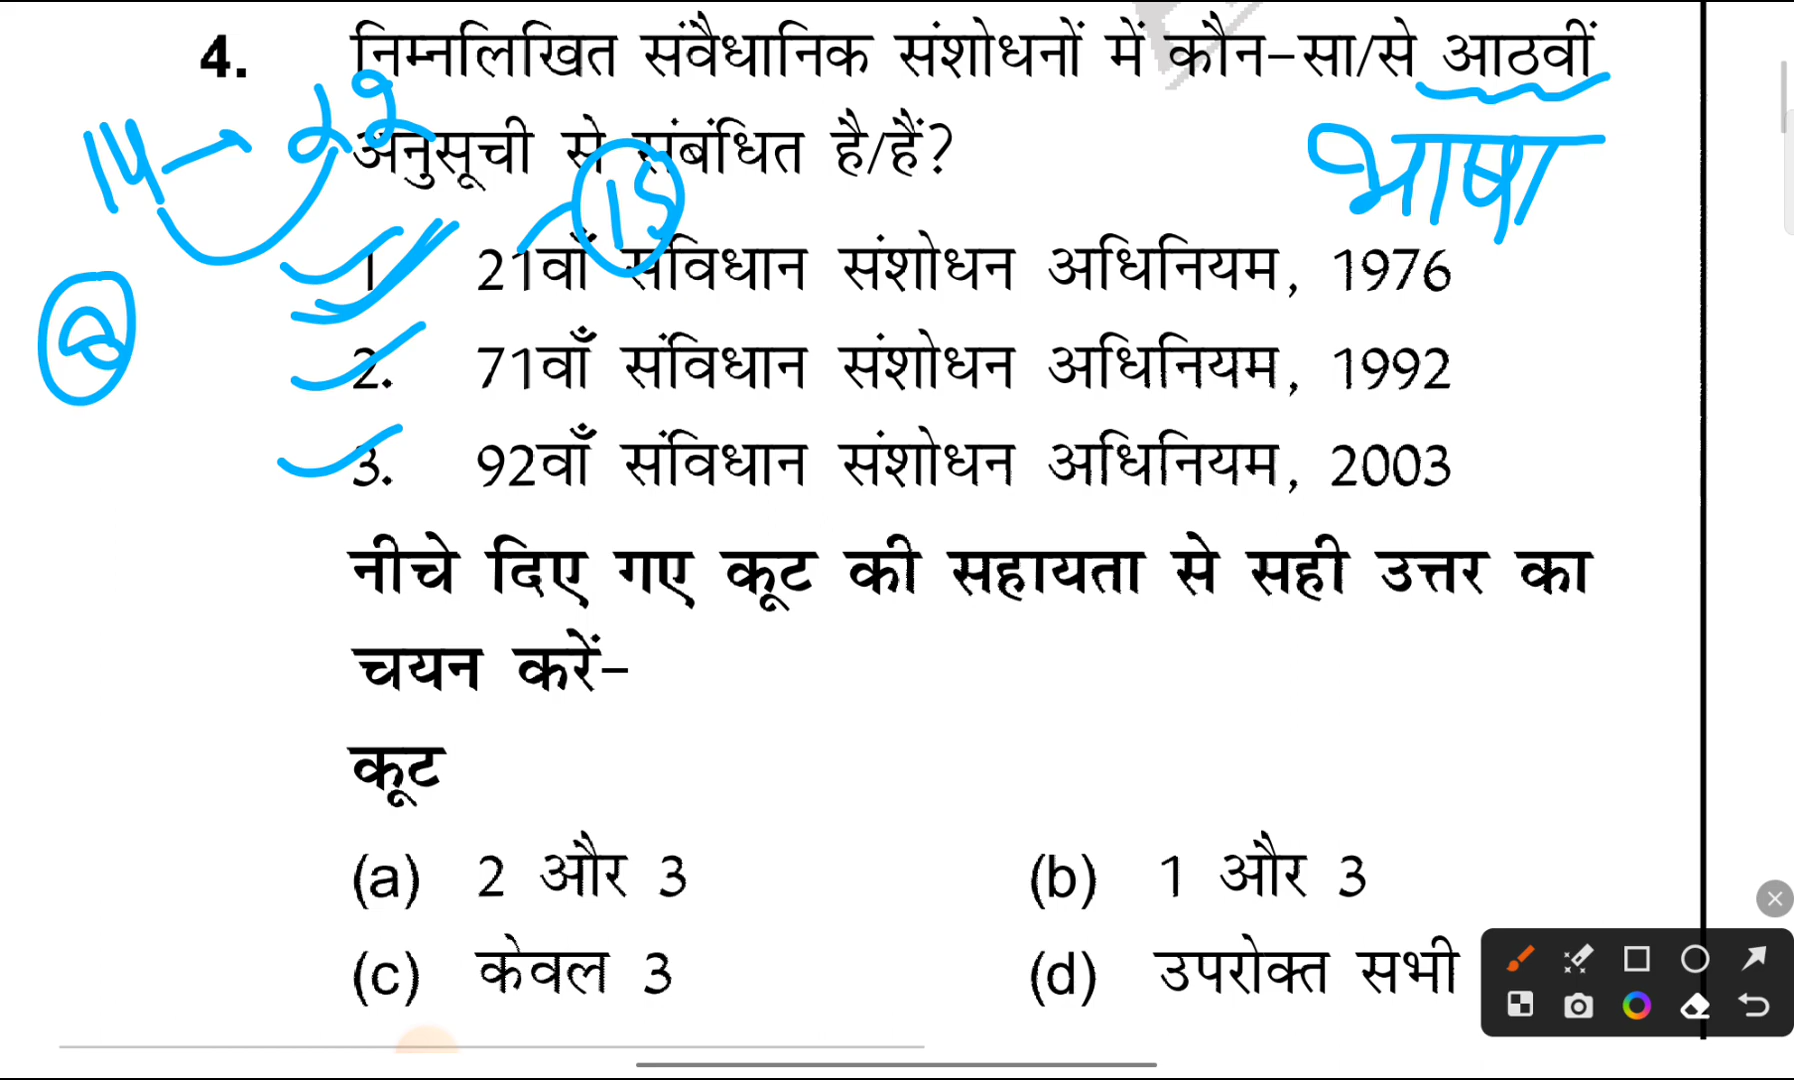 4. निम्नलिखित संवैधानिक संशोधनों में कौन-सा/से आठवीं
अनुसूची से संबंधित है/हैं?
14 → 22
15
भाषा
1. 21वाँ संविधान संशोधन अधिनियम, 1976
2. 71वाँ संविधान संशोधन अधिनियम, 1992
3. 92वाँ संविधान संशोधन अधिनियम, 2003
नीचे दिए गए कूट की सहायता से सही उत्तर का
चयन करें-
कूट
(a) 2 और 3 (b) 1 और 3
(c) केवल 3 (d) उपरोक्त सभी